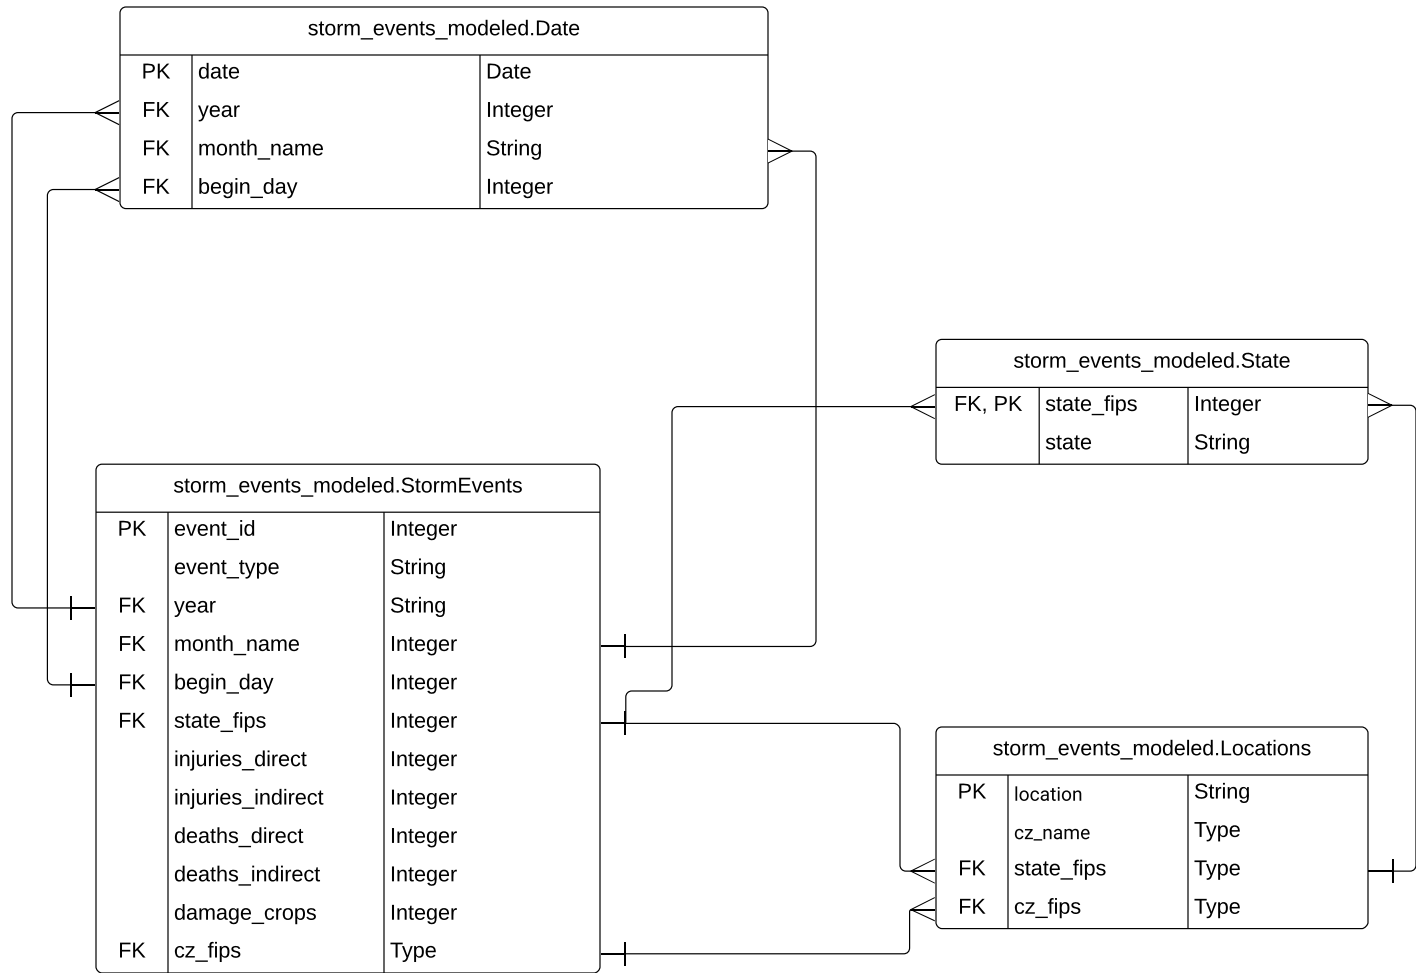 storm_events_modeled.Date
PK date Date
FK year Integer
FK month_name String
FK begin_day Integer
storm_events_modeled.State
FK, PK state_fips Integer
state String
storm_events_modeled.StormEvents
PK event_id Integer
event_type String
FK year String
FK month_name Integer
FK begin_day Integer
FK state_fips Integer
injuries_direct Integer
injuries_indirect Integer
deaths_direct Integer
deaths_indirect Integer
damage_crops Integer
FK cz_fips Type
storm_events_modeled.Locations
PK location String
cz_name Type
FK state_fips Type
FK cz_fips Type